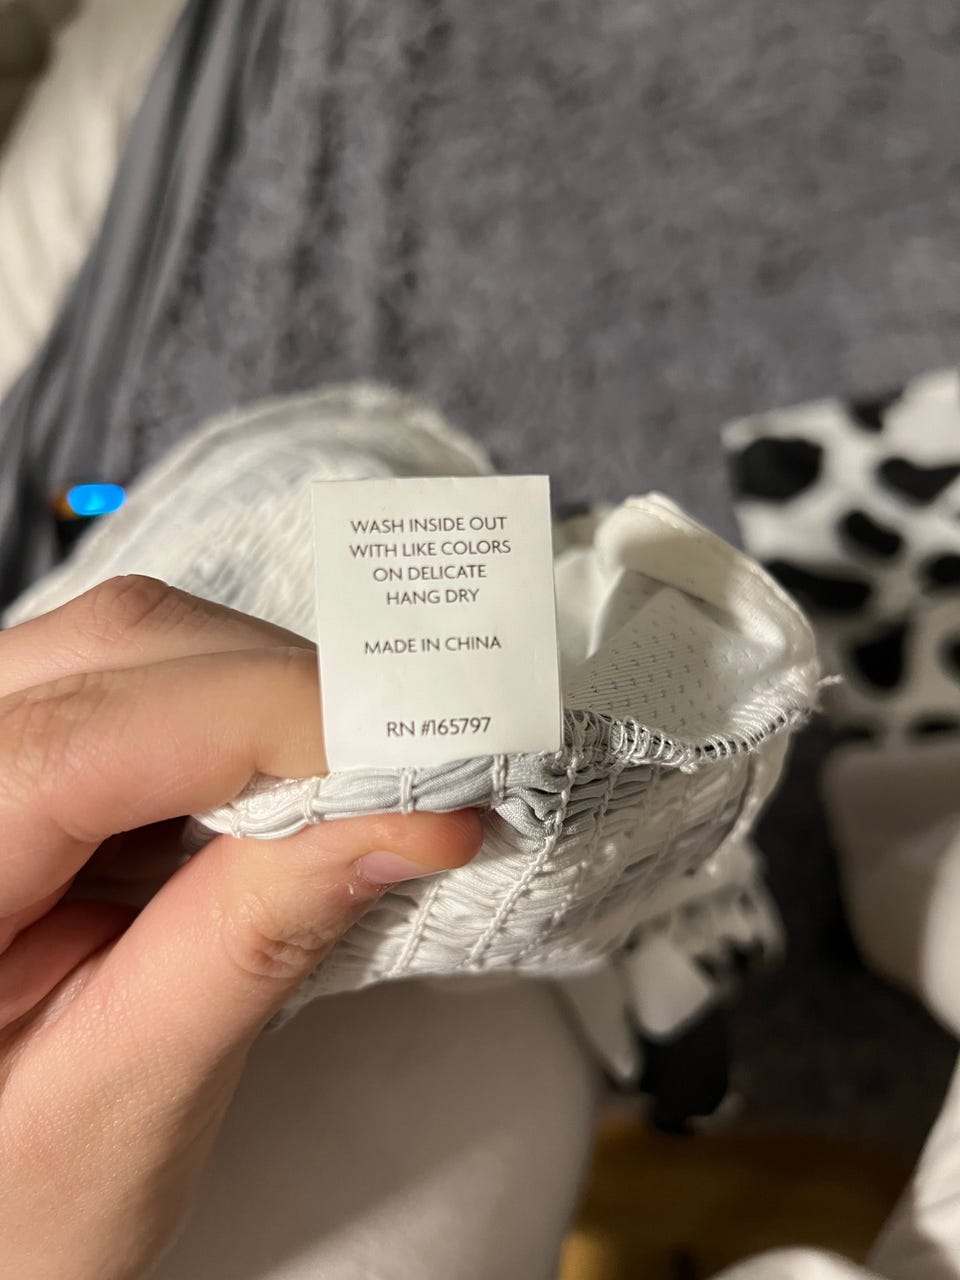 WASH INSIDE OUT
WITH LIKE COLORS
ON DELICATE
HANG DRY
MADE IN CHINA
RN #165797